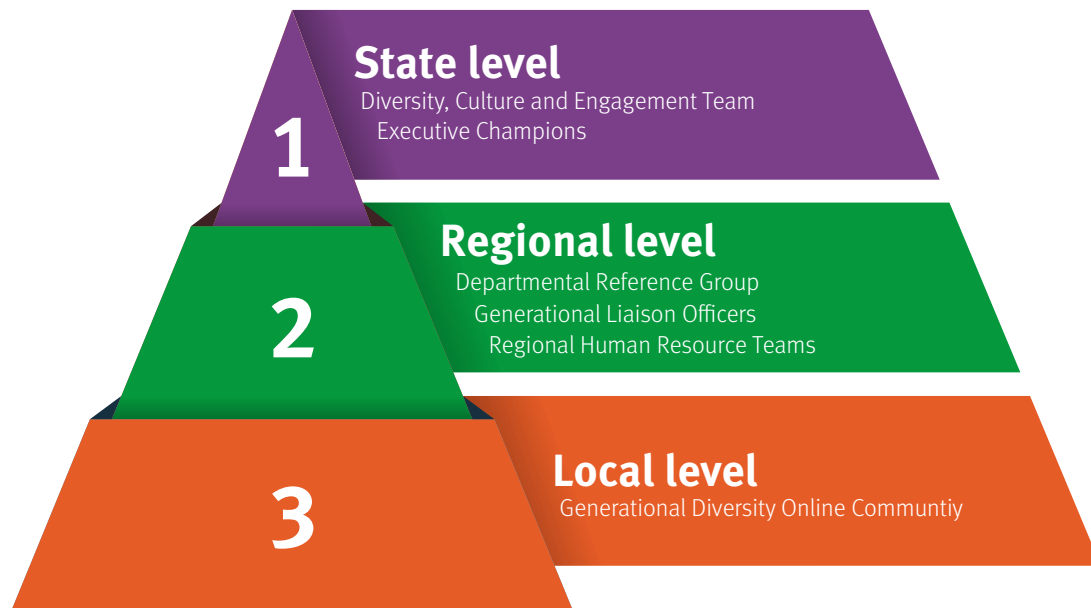 1
State level
Diversity, Culture and Engagement Team
Executive Champions
2
Regional level
Departmental Reference Group
Generational Liaison Officers
Regional Human Resource Teams
3
Local level
Generational Diversity Online Communtiy